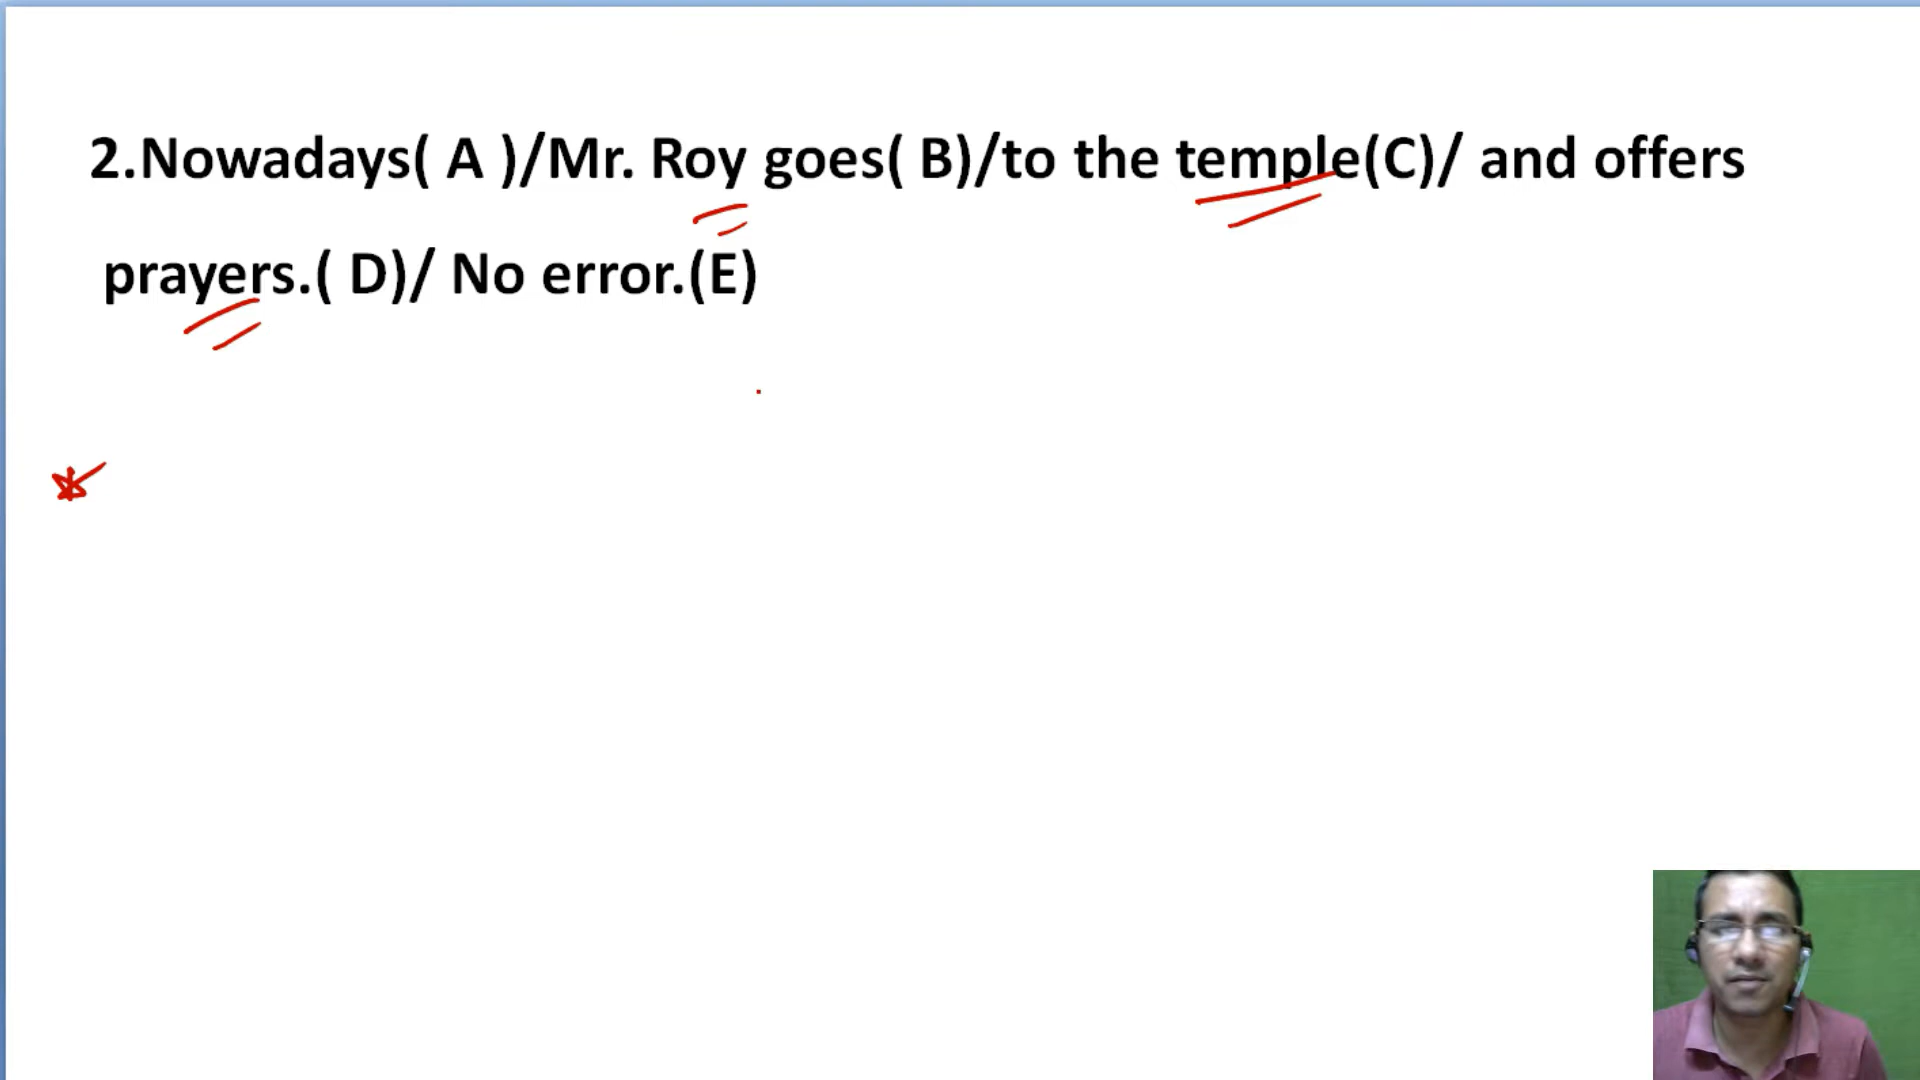 2.Nowadays( A )/Mr. Roy goes( B)/to the temple(C)/ and offers
prayers.( D)/ No error.(E)